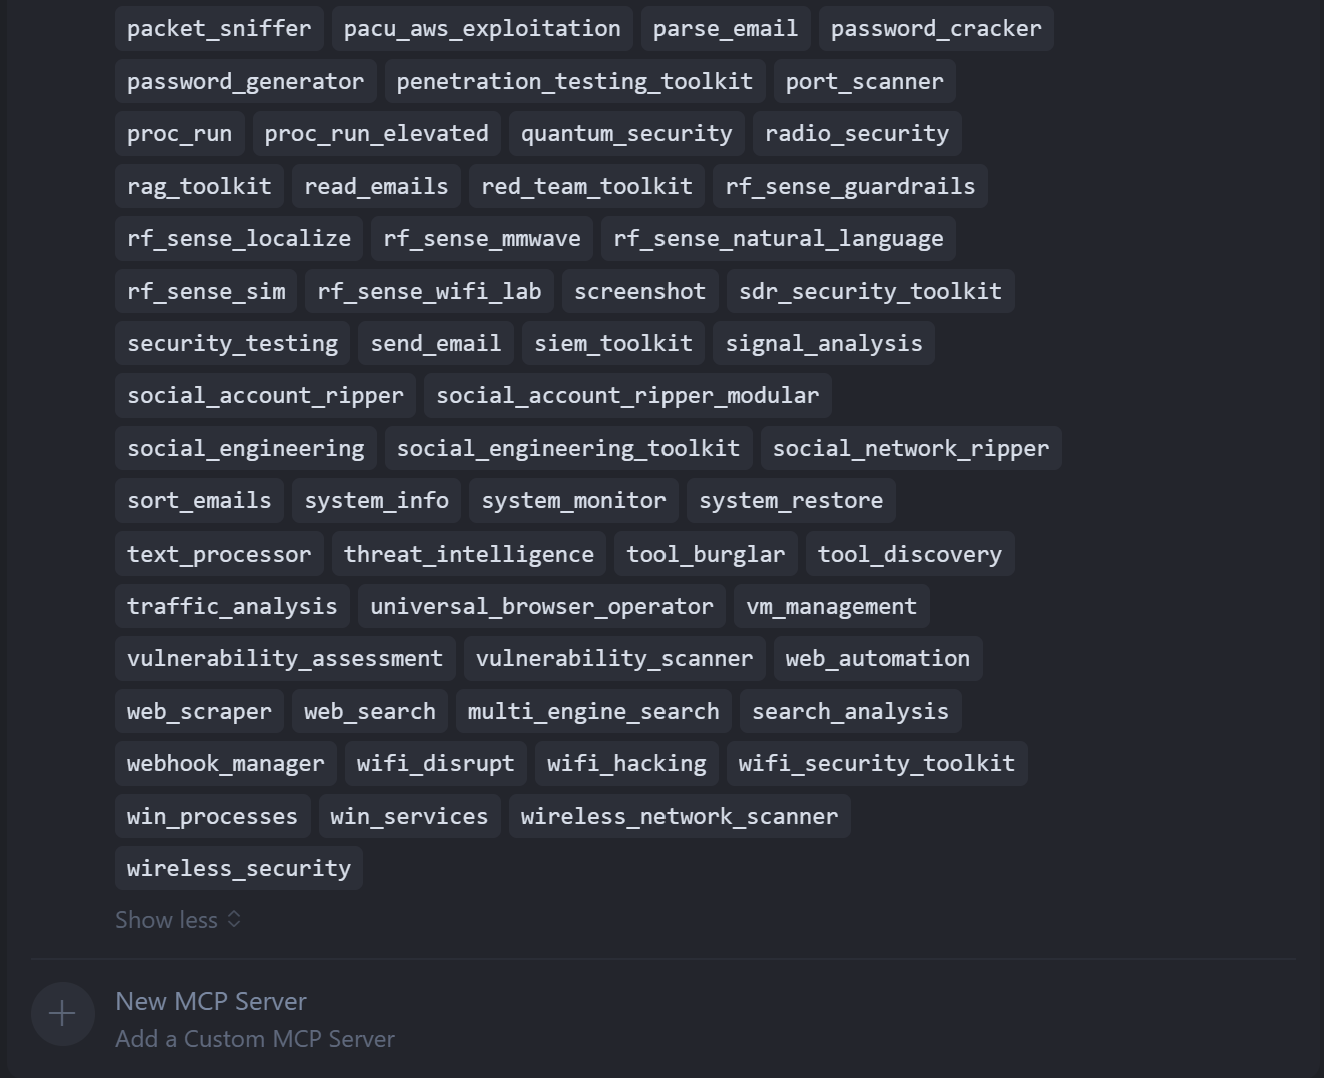 packet_sniffer pacu_aws_exploitation parse_email password_cracker
password_generator penetration_testing_toolkit port_scanner
proc_run proc_run_elevated quantum_security radio_security
rag_toolkit read_emails red_team_toolkit rf_sense_guardrails
rf_sense_localize rf_sense_mmwave rf_sense_natural_language
rf_sense_sim rf_sense_wifi_lab screenshot sdr_security_toolkit
security_testing send_email siem_toolkit signal_analysis
social_account_ripper social_account_ripper_modular
social_engineering social_engineering_toolkit social_network_ripper
sort_emails system_info system_monitor system_restore
text_processor threat_intelligence tool_burglar tool_discovery
traffic_analysis universal_browser_operator vm_management
vulnerability_assessment vulnerability_scanner web_automation
web_scraper web_search multi_engine_search search_analysis
webhook_manager wifi_disrupt wifi_hacking wifi_security_toolkit
win_processes win_services wireless_network_scanner
wireless_security
Show less
New MCP Server
Add a Custom MCP Server